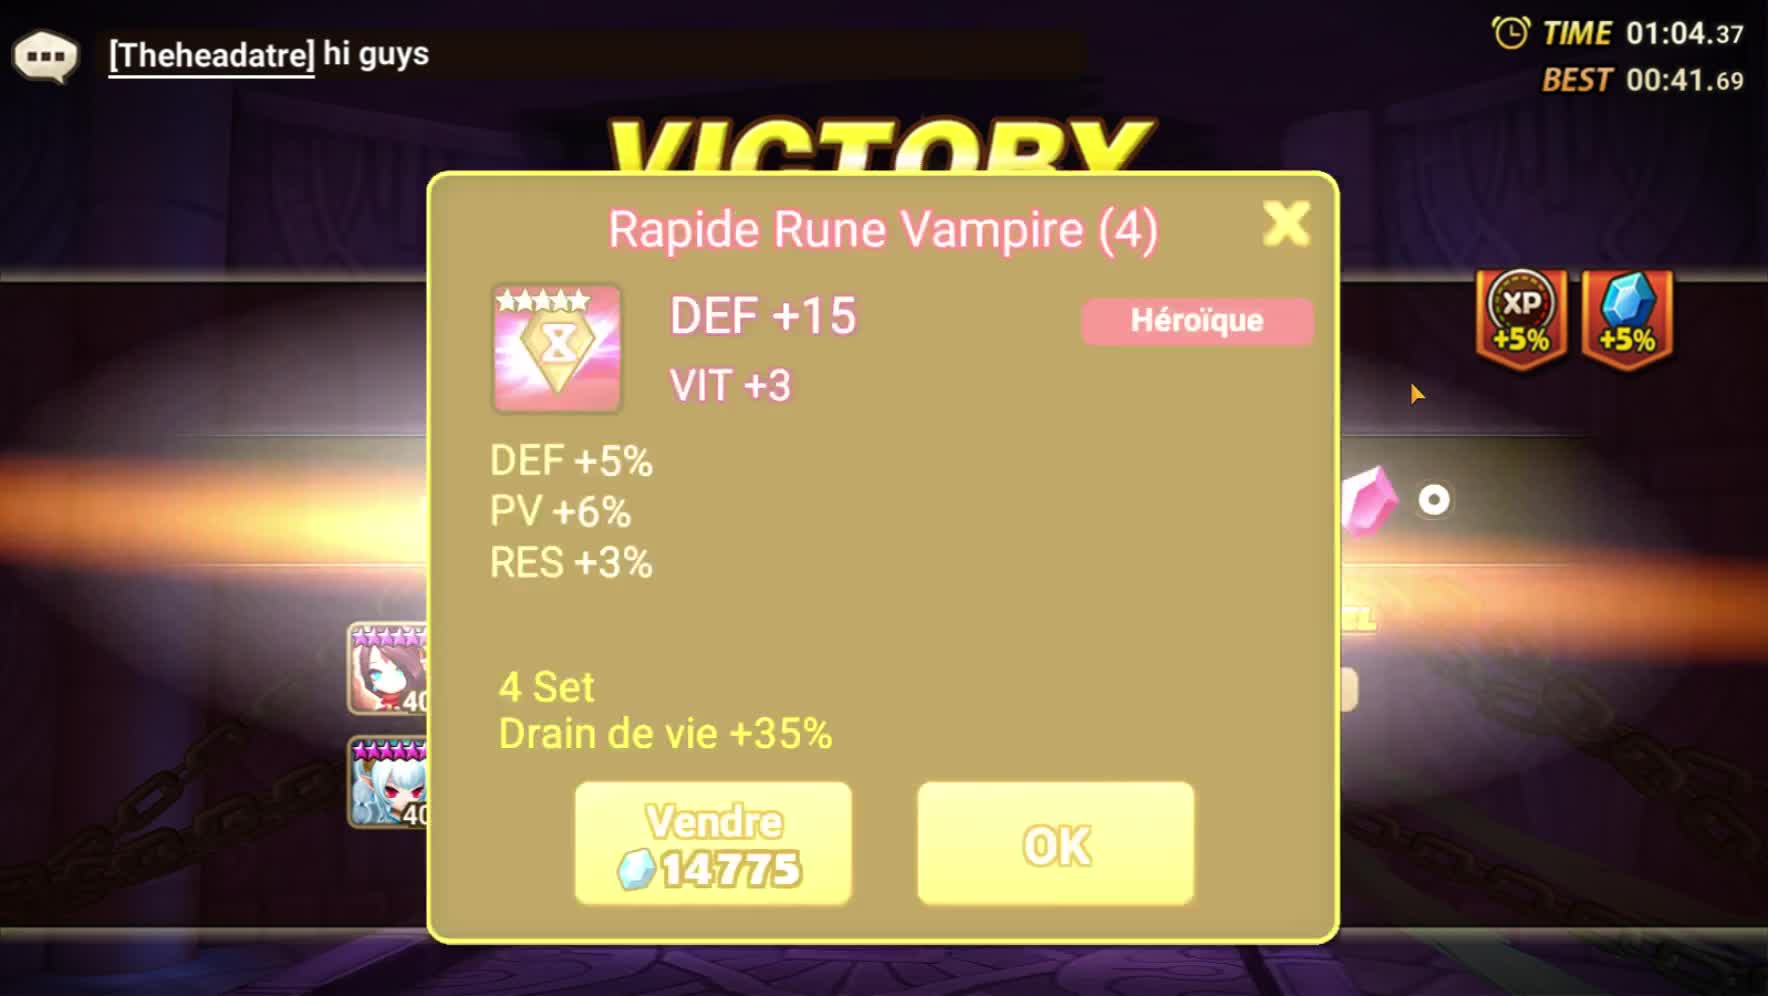 [Theheadatre] hi guys
TIME 01:04.37
BEST 00:41.69
VICTORY
Rapide Rune Vampire (4)
X
DEF +15
Héroïque
VIT +3
XP
+5%
+5%
DEF +5%
PV +6%
RES +3%
4 Set
Drain de vie +35%
40
40
Vendre
14775
OK